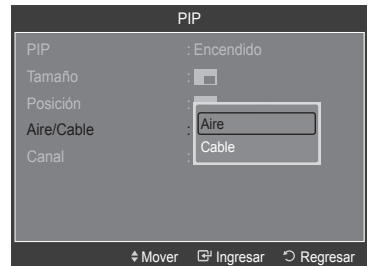 PIP
PIP : Encendido
Tamaño :
Posición :
Aire/Cable : Aire
Cable
Canal :
Mover Ingresar Regresar